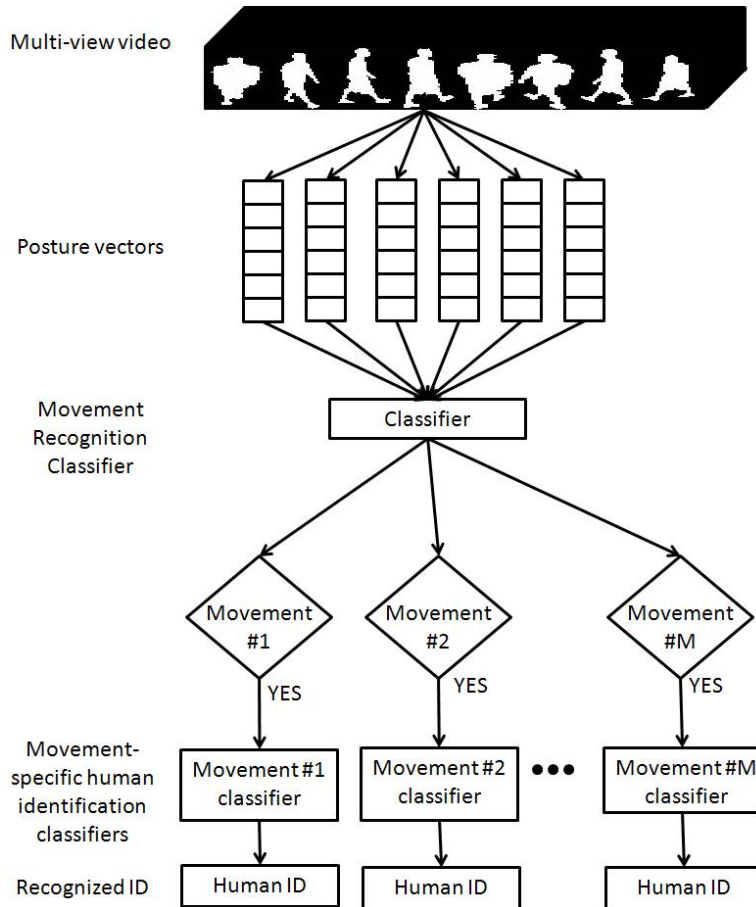 Multi-view video
Posture vectors
Movement
Recognition
Classifier
Classifier
Movement
#1
Movement
#2
Movement
#M
YES
YES
YES
Movement-
specific human
identification
classifiers
Movement #1
classifier
Movement #2
classifier
Movement #M
classifier
Recognized ID
Human ID
Human ID
Human ID